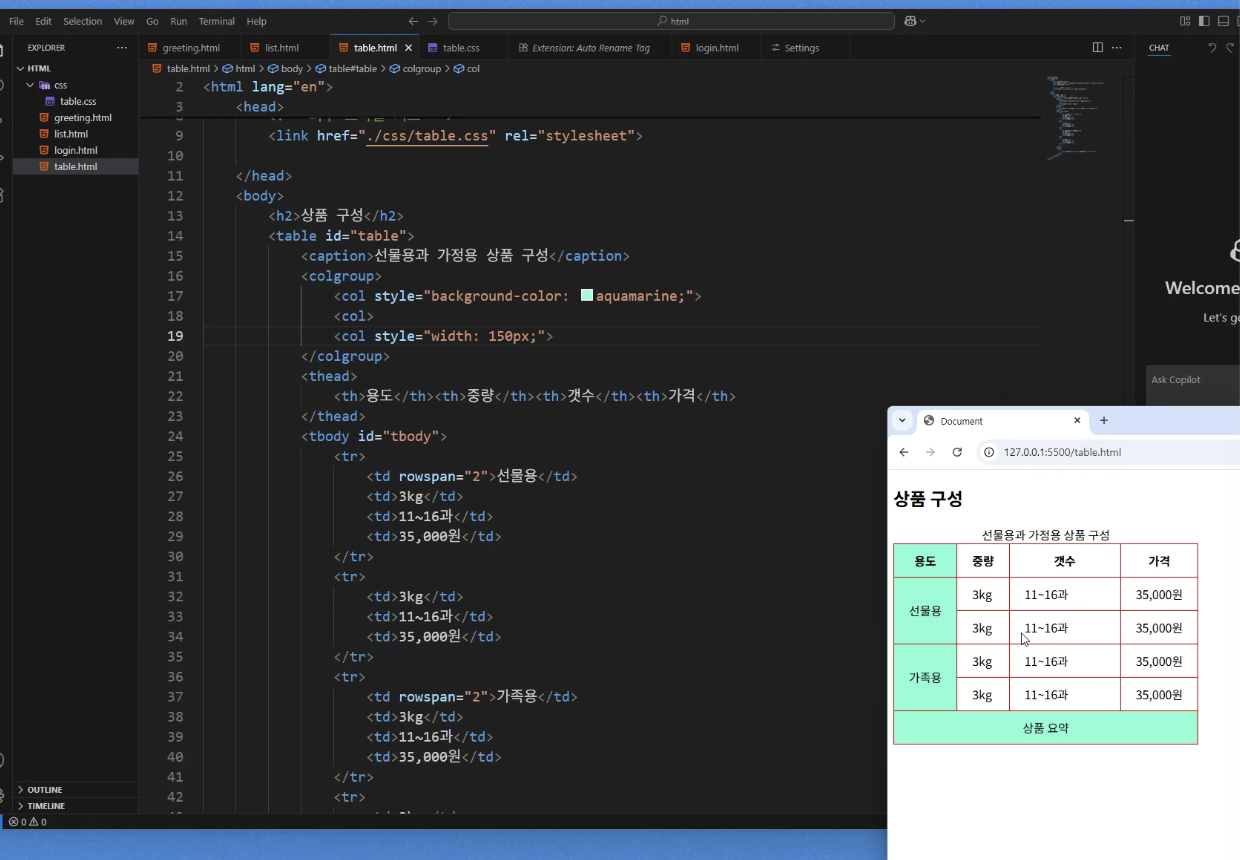 File Edit Selection View Go Run Terminal Help
html
EXPLORER
greeting.html list.html table.html table.css Extension: Auto Rename Tag login.html Settings
CHAT
HTML
css
table.css
greeting.html
list.html
login.html
table.html
OUTLINE
TIMELINE
0 0
table.html > html > body > table#table > colgroup > col
2 <html lang="en">
3 <head>
9 <link href="./css/table.css" rel="stylesheet">
10
11 </head>
12 <body>
13 <h2>상품 구성</h2>
14 <table id="table">
15 <caption>선물용과 가정용 상품 구성</caption>
16 <colgroup>
17 <col style="background-color: aquamarine;">
18 <col>
19 <col style="width: 150px;">
20 </colgroup>
21 <thead>
22 <th>용도</th><th>중량</th><th>갯수</th><th>가격</th>
23 </thead>
24 <tbody id="tbody">
25 <tr>
26 <td rowspan="2">선물용</td>
27 <td>3kg</td>
28 <td>11~16과</td>
29 <td>35,000원</td>
30 </tr>
31 <tr>
32 <td>3kg</td>
33 <td>11~16과</td>
34 <td>35,000원</td>
35 </tr>
36 <tr>
37 <td rowspan="2">가족용</td>
38 <td>3kg</td>
39 <td>11~16과</td>
40 <td>35,000원</td>
41 </tr>
42 <tr>
Welcome
Let's
Ask Copilot
Document
127.0.0.1:5500/table.html
상품 구성
선물용과 가정용 상품 구성
용도 중량 갯수 가격
선물용 3kg 11~16과 35,000원
3kg 11~16과 35,000원
가족용 3kg 11~16과 35,000원
3kg 11~16과 35,000원
상품 요약